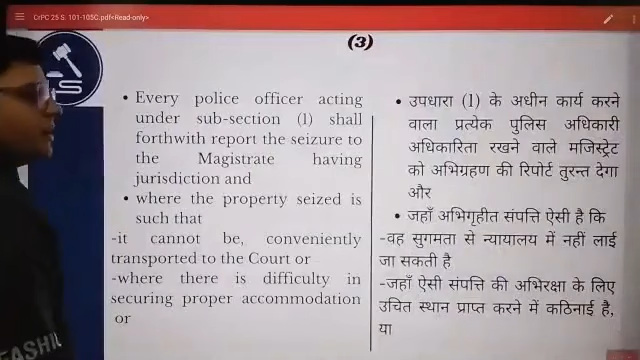 CrPC 25 S. 101-105C.pdf<Read-only>
(3)
• Every police officer acting
under sub-section (1) shall
forthwith report the seizure to
the Magistrate having
jurisdiction and
• where the property seized is
such that
-it cannot be, conveniently
transported to the Court or
-where there is difficulty in
securing proper accommodation
or
• उपधारा (1) के अधीन कार्य करने
वाला प्रत्येक पुलिस अधिकारी
अधिकारिता रखने वाले मजिस्ट्रेट
को अभिग्रहण की रिपोर्ट तुरन्त देगा
और
• जहाँ अभिगृहीत संपत्ति ऐसी है कि
-वह सुगमता से न्यायालय में नहीं लाई
जा सकती है
-जहाँ ऐसी संपत्ति की अभिरक्षा के लिए
उचित स्थान प्राप्त करने में कठिनाई है,
या